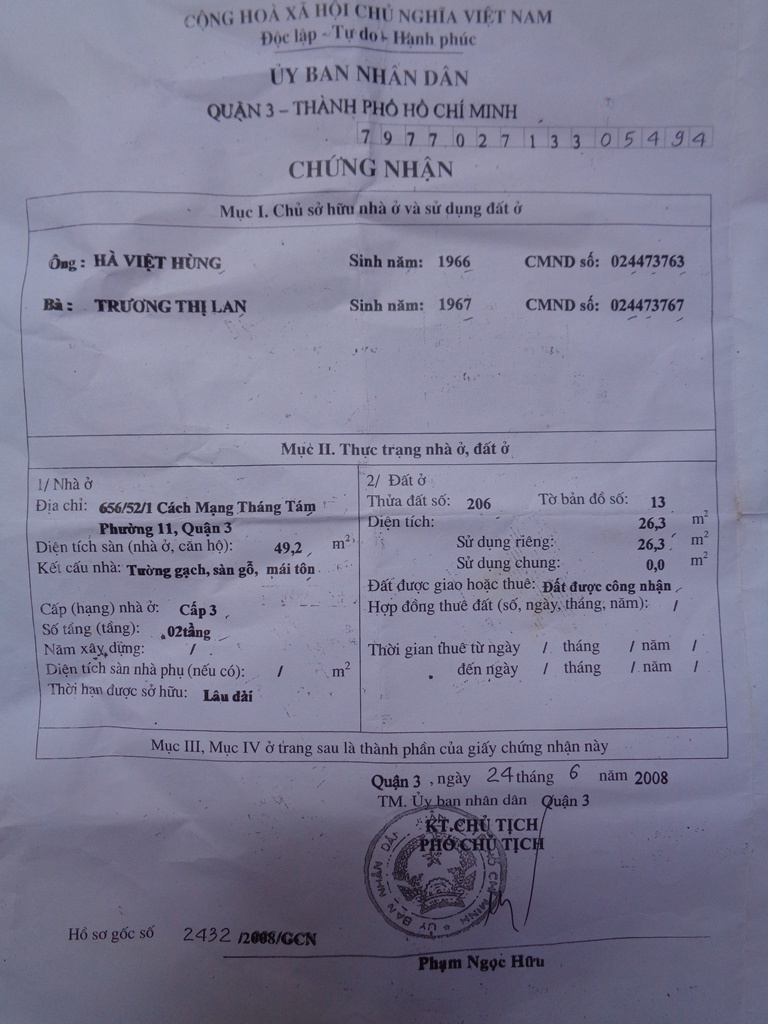 CỘNG HOÀ XÃ HỘI CHỦ NGHĨA VIỆT NAM
Độc lập - Tự do - Hạnh phúc
ỦY BAN NHÂN DÂN
QUẬN 3 – THÀNH PHỐ HỒ CHÍ MINH
7 9 7 7 0 2 7 1 3 3 0 5 4 9 4
CHỨNG NHẬN
Mục I. Chủ sở hữu nhà ở và sử dụng đất ở
Ông : HÀ VIỆT HÙNG Sinh năm: 1966 CMND số: 024473763
Bà : TRƯƠNG THỊ LAN Sinh năm: 1967 CMND số: 024473767
Mục II. Thực trạng nhà ở, đất ở
1/ Nhà ở
Địa chỉ: 656/52/1 Cách Mạng Tháng Tám
Phường 11, Quận 3
Diện tích sàn (nhà ở, căn hộ): 49,2 m²
Kết cấu nhà: Tường gạch, sàn gỗ, mái tôn
Cấp (hạng) nhà ở: Cấp 3
Số tầng (tầng): 02tầng
Năm xây dựng: /
Diện tích sàn nhà phụ (nếu có): / m²
Thời hạn được sở hữu: Lâu dài
2/ Đất ở
Thửa đất số: 206 Tờ bản đồ số: 13
Diện tích: 26,3 m²
Sử dụng riêng: 26,3 m²
Sử dụng chung: 0,0 m²
Đất được giao hoặc thuê: Đất được công nhận
Hợp đồng thuê đất (số, ngày, tháng, năm): /
Thời gian thuê từ ngày / tháng / năm /
đến ngày / tháng / năm /
Mục III, Mục IV ở trang sau là thành phần của giấy chứng nhận này
Quận 3 , ngày 24 tháng 6 năm 2008
TM. Ủy ban nhân dân Quận 3
KT.CHỦ TỊCH
PHÓ CHỦ TỊCH
Hồ sơ gốc số 2432 /2008/GCN
Phạm Ngọc Hữu